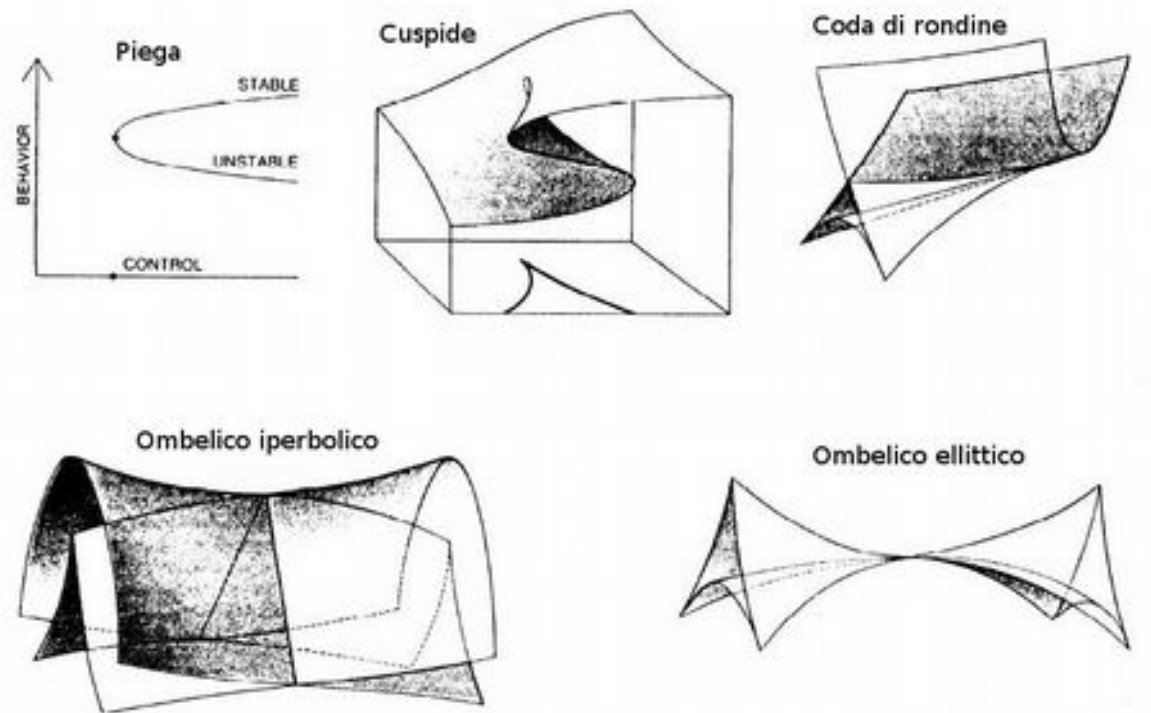 Piega
STABLE
UNSTABLE
BEHAVIOR
CONTROL
Cuspide
Coda di rondine
Ombelico iperbolico
Ombelico ellittico